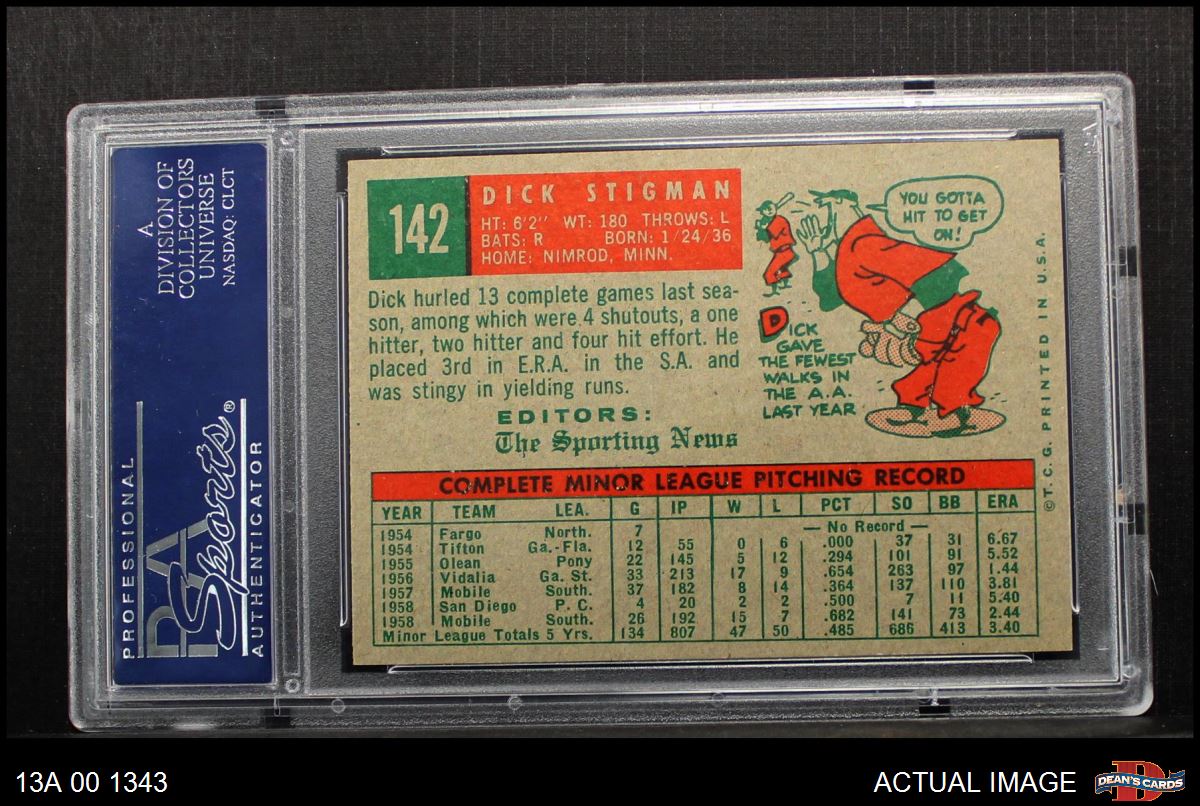 A
DIVISION OF
COLLECTORS
UNIVERSE
NASDAQ: CLCT
PROFESSIONAL
PSA
Sports®
AUTHENTICATOR
142
DICK STIGMAN
HT: 6'2" WT: 180 THROWS: L
BATS: R BORN: 1/24/36
HOME: NIMROD, MINN.
Dick hurled 13 complete games last sea-
son, among which were 4 shutouts, a one
hitter, two hitter and four hit effort. He
placed 3rd in E.R.A. in the S.A. and
was stingy in yielding runs.
EDITORS:
The Sporting News
YOU GOTTA
HIT TO GET
ON!
DICK
GAVE
THE FEWEST
WALKS IN
THE A.A.
LAST YEAR
COMPLETE MINOR LEAGUE PITCHING RECORD
YEAR TEAM LEA. G IP W L PCT SO BB ERA
1954 Fargo North. 7 — No Record —
1954 Tifton Ga.-Fla. 12 55 0 6 .000 37 31 6.67
1955 Olean Pony 22 145 5 12 .294 101 91 5.52
1956 Vidalia Ga. St. 33 213 17 9 .654 263 97 1.44
1957 Mobile South. 37 182 8 14 .364 137 110 3.81
1958 San Diego P. C. 4 20 2 2 .500 7 11 5.40
1958 Mobile South. 26 192 15 7 .682 141 73 2.44
Minor League Totals 5 Yrs. 134 807 47 50 .485 686 413 3.40
©T.C.G. PRINTED IN U.S.A.
13A 00 1343
ACTUAL IMAGE
DEAN'S CARDS